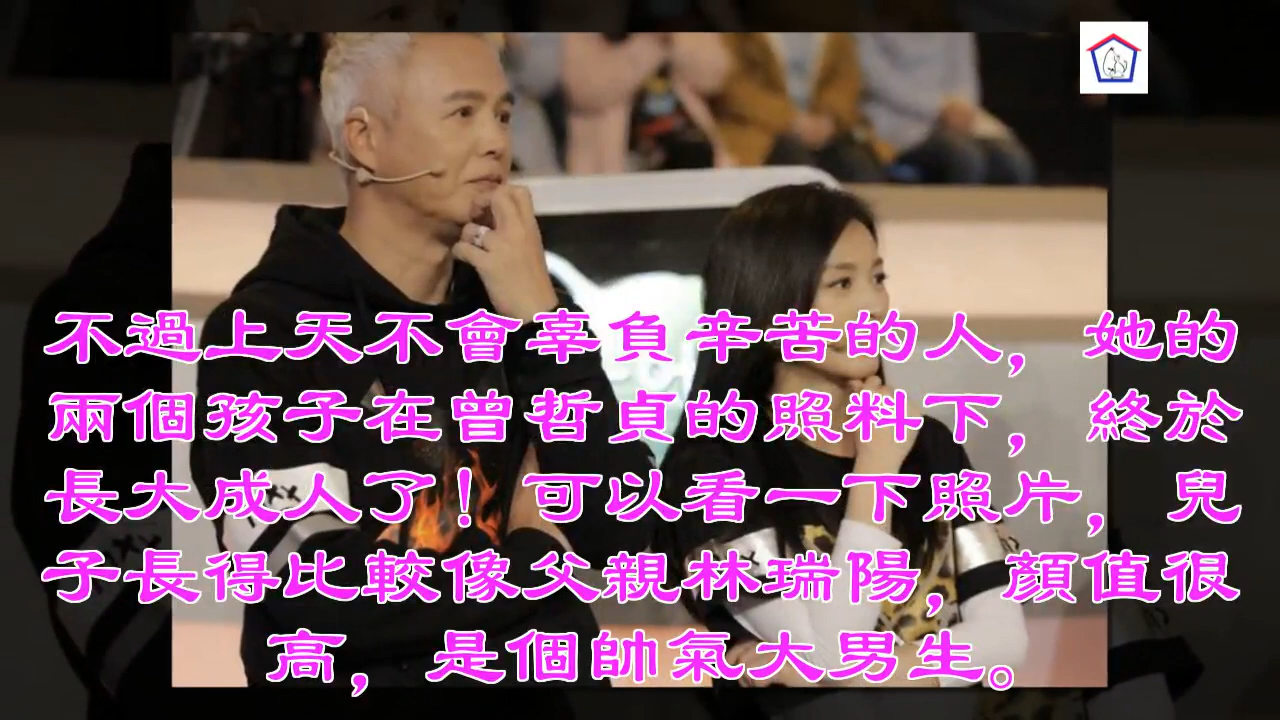 不過上天不會辜負辛苦的人，她的
兩個孩子在曾哲貞的照料下，終於
長大成人了！可以看一下照片，兒
子長得比較像父親林瑞陽，顏值很
高，是個帥氣大男生。